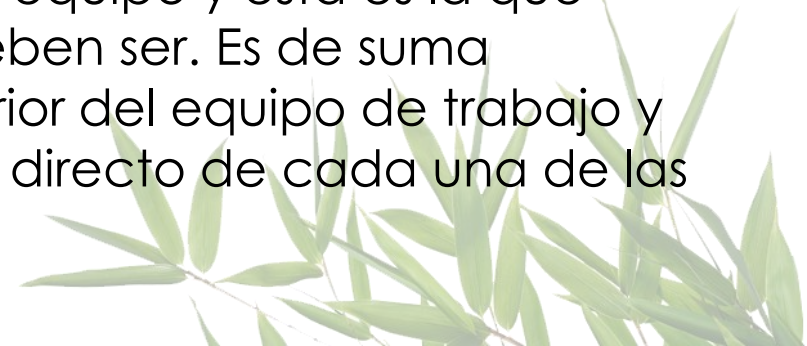 equipo y esta es la que
eben ser. Es de suma
rior del equipo de trabajo y
directo de cada una de las